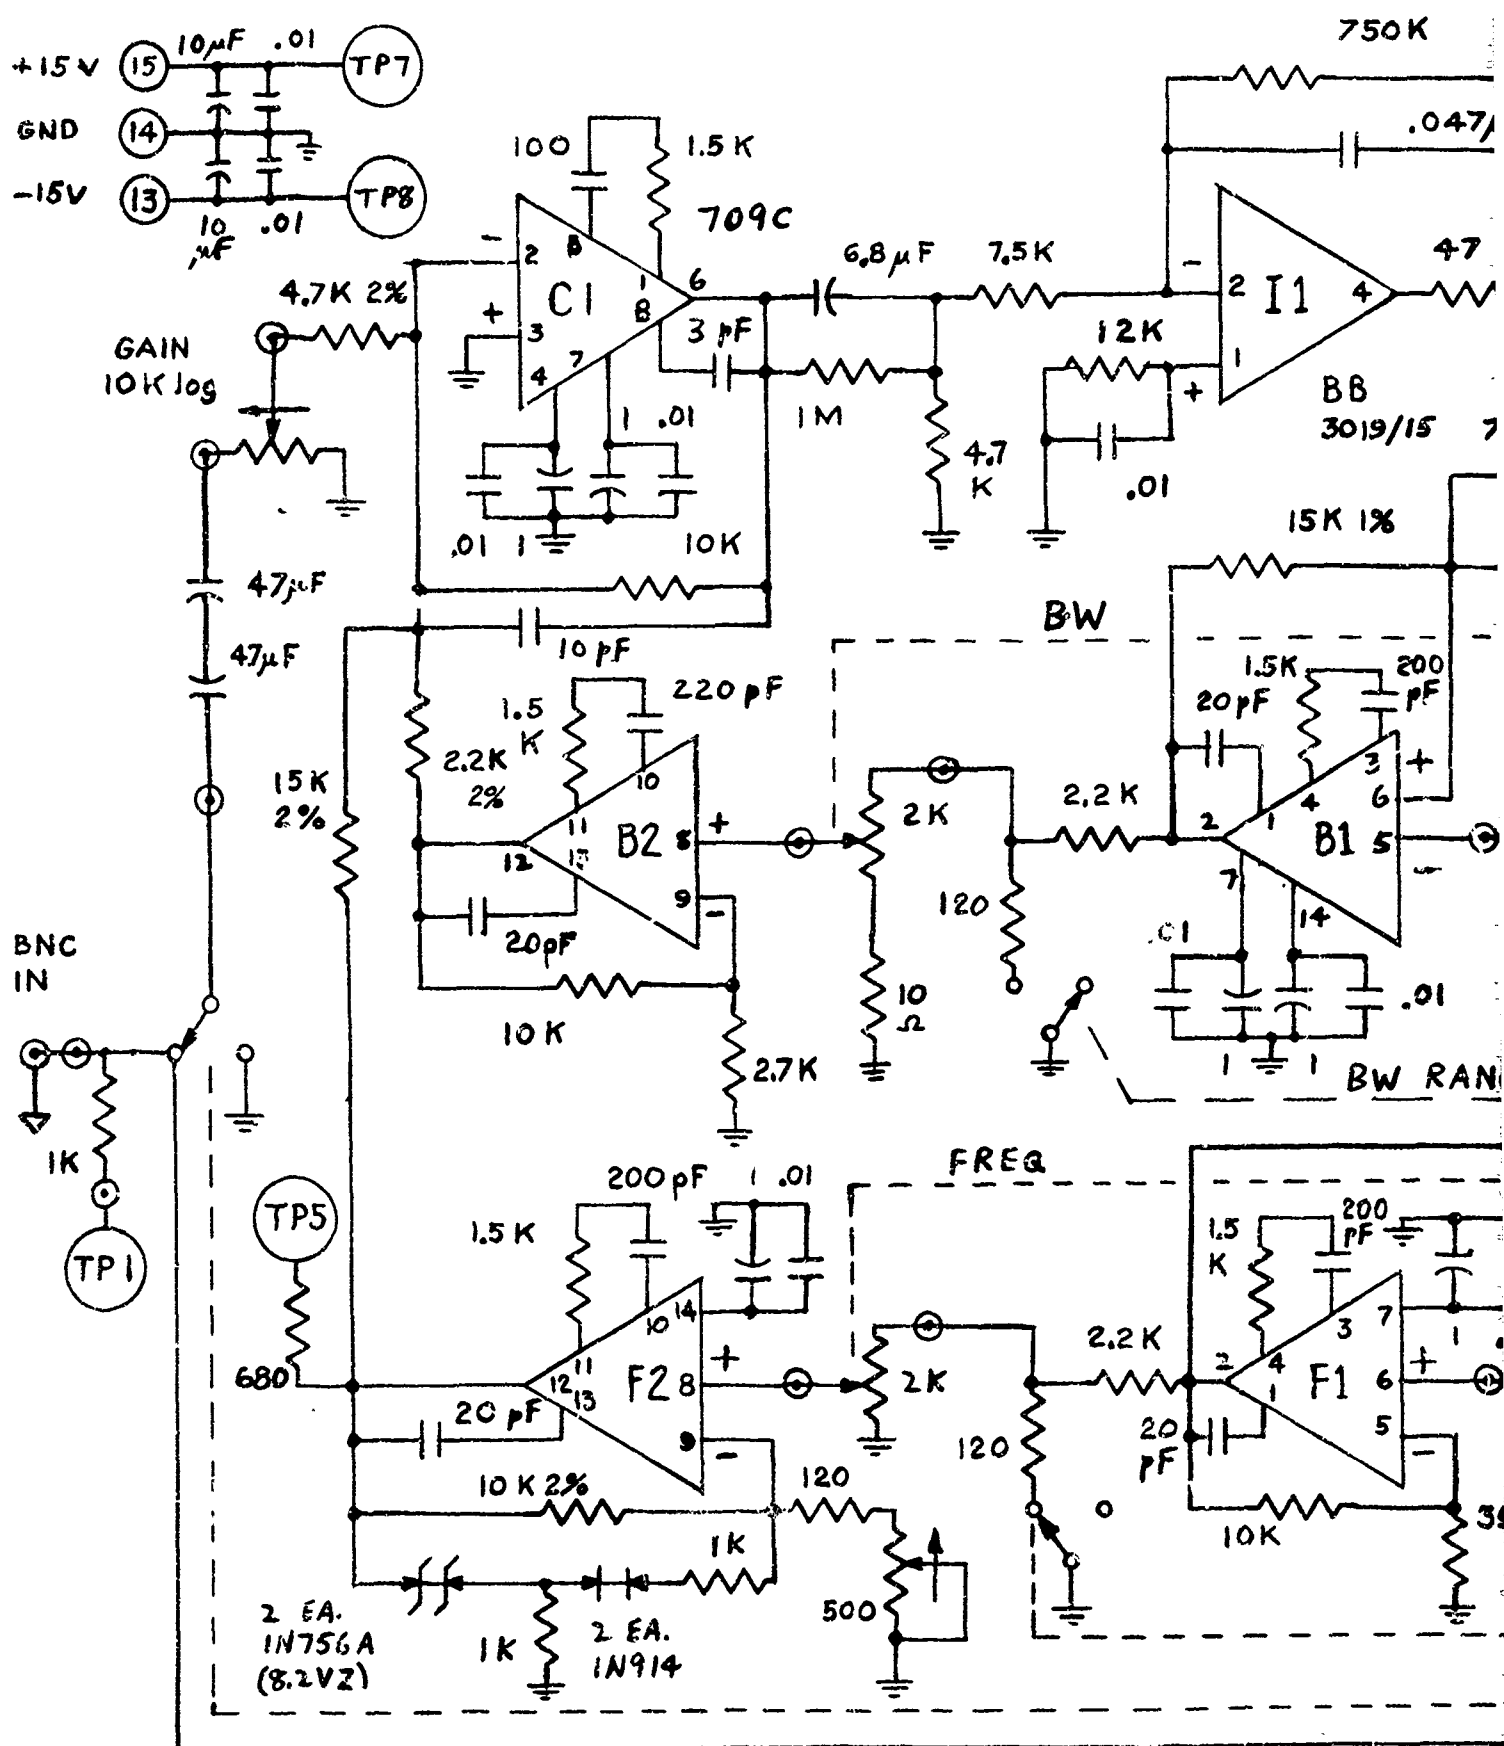 +15V 15 10µF .01 TP7
GND 14
-15V 13 10 µF .01 TP8
750K
.047
100
1.5K
709C
- 2 5 1 6
C1
+ 3 8
4 7
3 pF
4.7K 2%
GAIN
10K log
6.8µF
7.5K
- 2 I1 4
47
12K
1
+
BB
3019/15
1M
1 .01
4.7
K
.01
.01 1
10K
15K 1%
47µF
47µF
10pF
BW
1.5
K
220pF
2.2K
2%
15K
2%
10
11
12 13 B2 8 +
9 -
20pF
10K
2.7K
2K
10
Ω
120
2.2K
1.5K
200
pF
20pF
3 +
4 6
2 1 B1 5
7 -
14
.01
.01
1 1
BW RAN
BNC
IN
1K
TP1
TP5
680
200pF 1 .01
1.5K
10 14
11 +
12 F2 8
13
9 -
20pF
10K 2%
120
1K
500
2 EA.
1N756A
(8.2VZ)
1K
2 EA.
1N914
FREQ
2K
120
2.2K
1.5
K
200
pF
3 7
1
2 4 F1 6 +
1
5 -
20
pF
10K